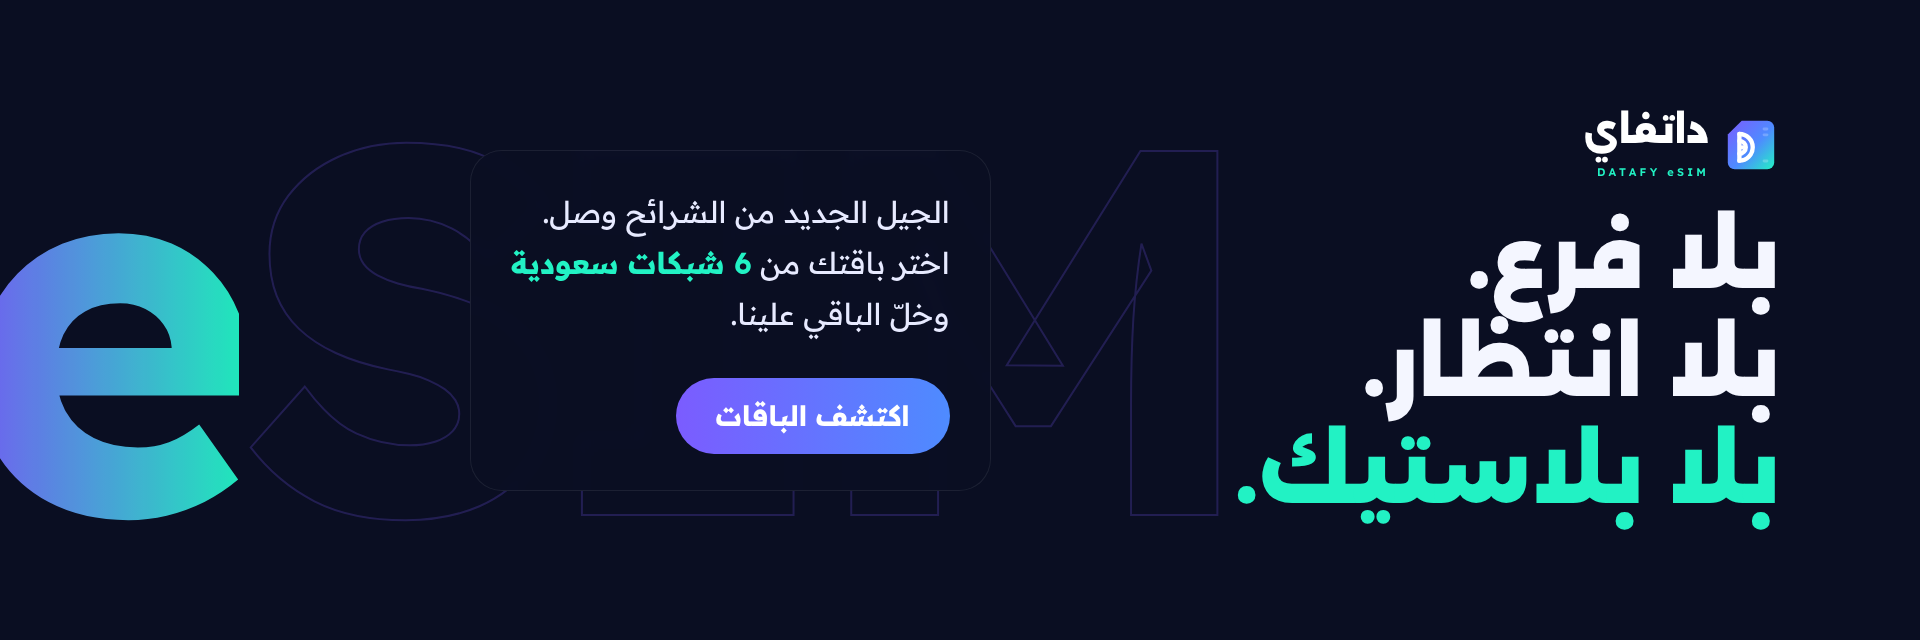 داتفاي
DATAFY eSIM
بلا فرع.
بلا انتظار.
بلا بلاستيك.
الجيل الجديد من الشرائح وصل.
اختر باقتك من 6 شبكات سعودية
وخلّ الباقي علينا.
اكتشف الباقات
eSIM